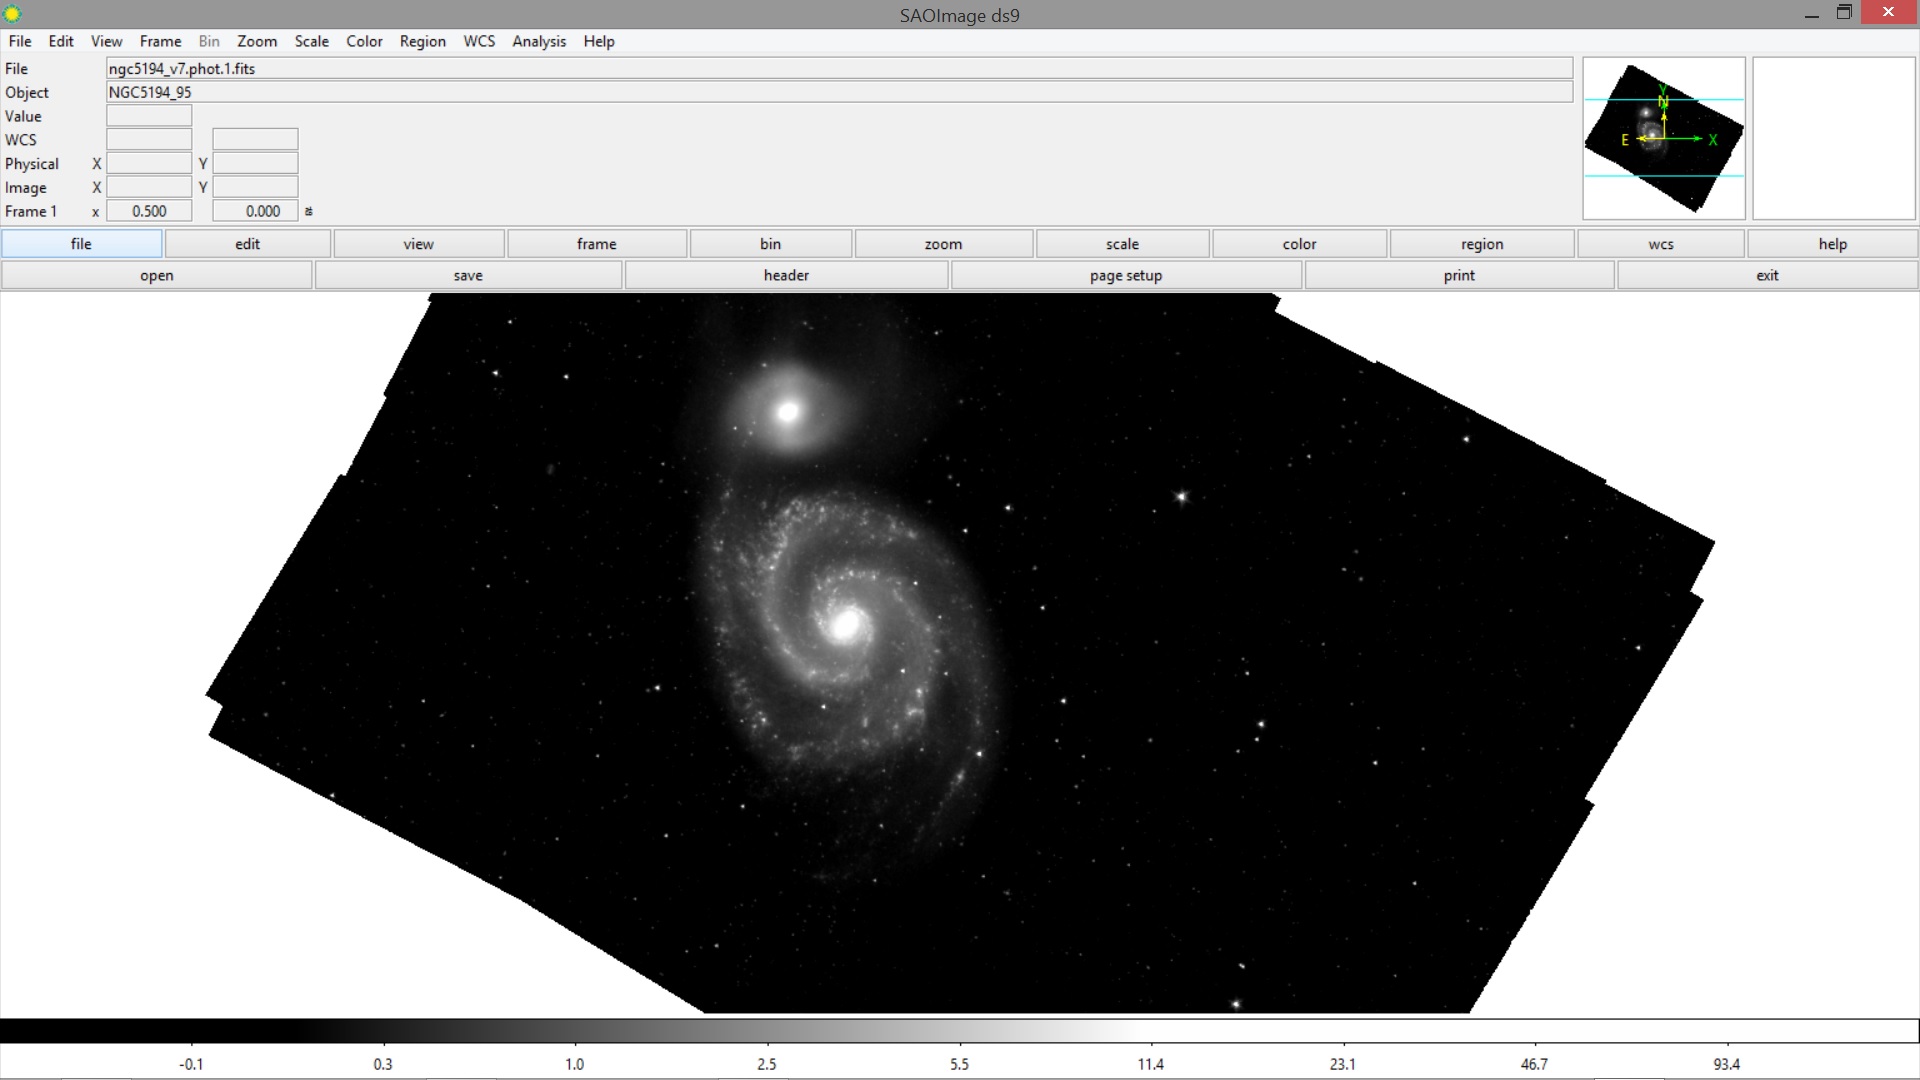 SAOImage ds9
File Edit View Frame Bin Zoom Scale Color Region WCS Analysis Help
File ngc5194_v7.phot.1.fits
Object NGC5194_95
Value
WCS
Physical X Y
Image X Y
Frame 1 x 0.500 0.000
Y
N
E X
file edit view frame bin zoom scale color region wcs help
open save header page setup print exit
-0.1 0.3 1.0 2.5 5.5 11.4 23.1 46.7 93.4